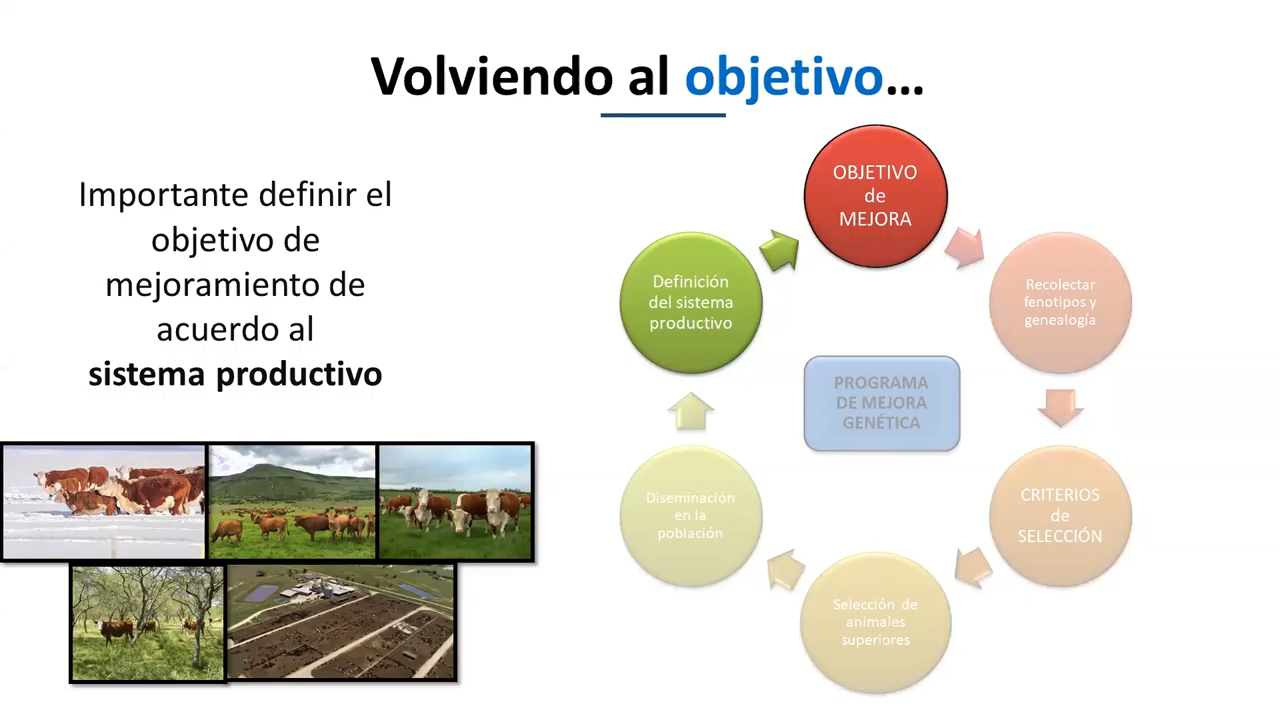 Volviendo al objetivo...
Importante definir el
objetivo de
mejoramiento de
acuerdo al
sistema productivo
OBJETIVO
de
MEJORA
Recolectar
fenotipos y
genealogía
CRITERIOS
de
SELECCIÓN
Selección de
animales
superiores
Diseminación
en la
población
Definición
del sistema
productivo
PROGRAMA
DE MEJORA
GENÉTICA